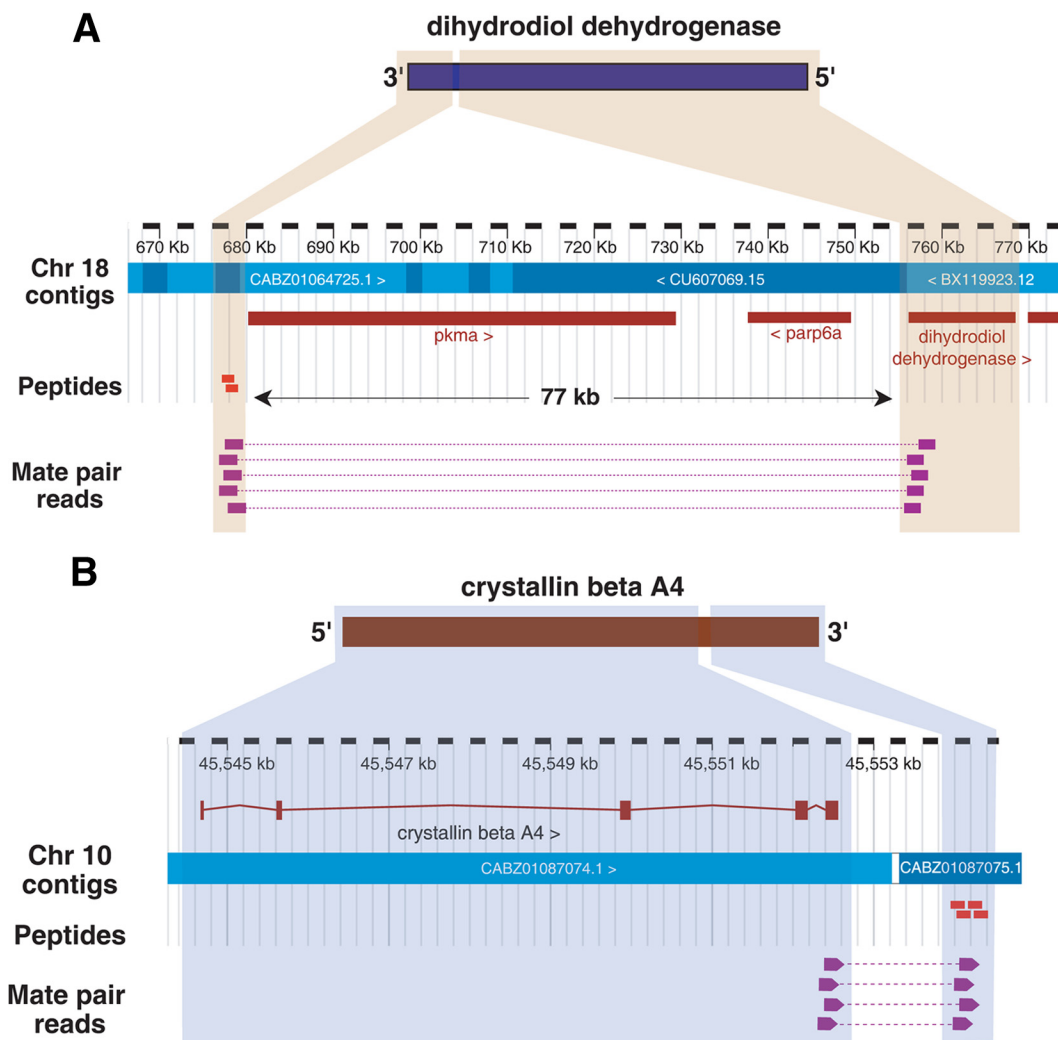 A
dihydrodiol dehydrogenase
3'
5'
670 Kb
680 Kb
690 Kb
700 Kb
710 Kb
720 Kb
730 Kb
740 Kb
750 Kb
760 Kb
770 Kb
Chr 18
contigs
CABZ01064725.1 >
< CU607069.15
< BX119923.12
pkma >
< parp6a
dihydrodiol
dehydrogenase >
Peptides
77 kb
Mate pair
reads
B
crystallin beta A4
5'
3'
45,545 kb
45,547 kb
45,549 kb
45,551 kb
45,553 kb
crystallin beta A4 >
Chr 10
contigs
CABZ01087074.1 >
CABZ01087075.1
Peptides
Mate pair
reads